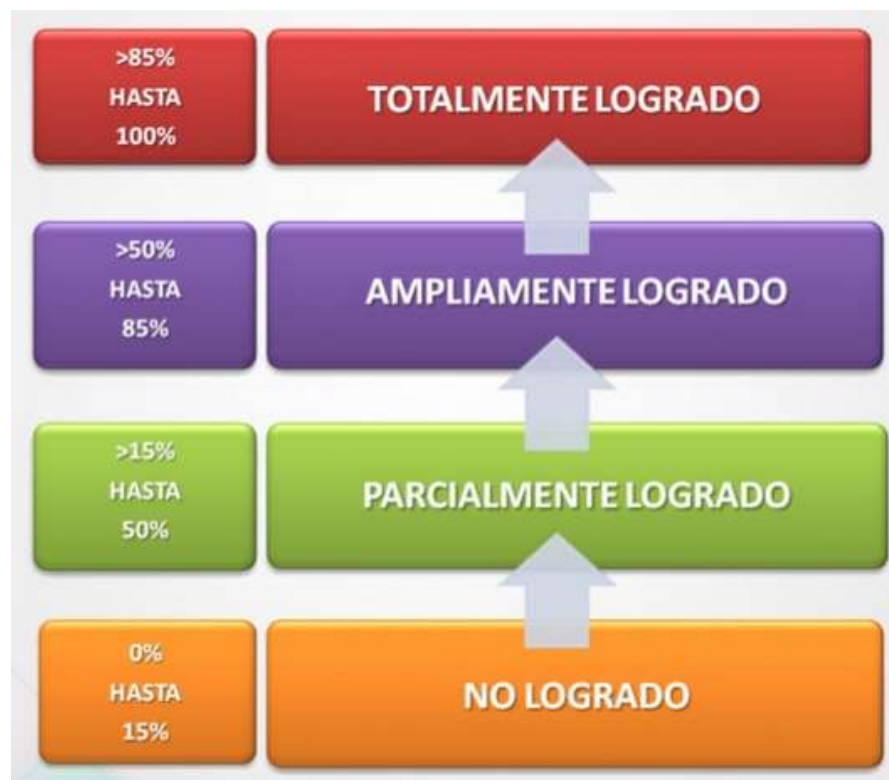 >85%
HASTA
100%
TOTALMENTE LOGRADO
>50%
HASTA
85%
AMPLIAMENTE LOGRADO
>15%
HASTA
50%
PARCIALMENTE LOGRADO
0%
HASTA
15%
NO LOGRADO